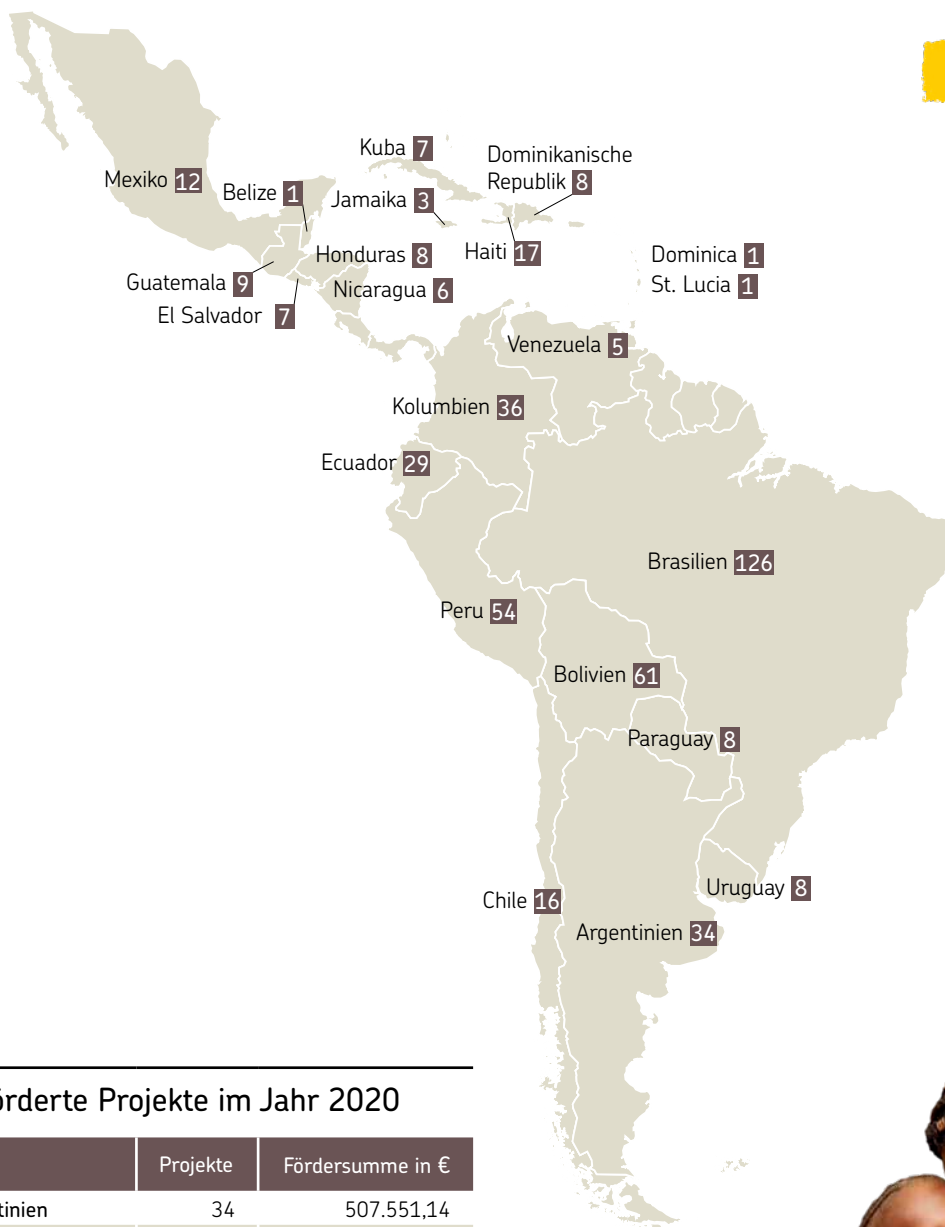 Kuba 7
Dominikanische
Republik 8
Mexiko 12
Belize 1
Jamaika 3
Haiti 17
Honduras 8
Dominica 1
Guatemala 9
Nicaragua 6
St. Lucia 1
El Salvador 7
Venezuela 5
Kolumbien 36
Ecuador 29
Brasilien 126
Peru 54
Bolivien 61
Paraguay 8
Uruguay 8
Chile 16
Argentinien 34
örderte Projekte im Jahr 2020
Projekte Fördersumme in €
tinien 34 507.551,14